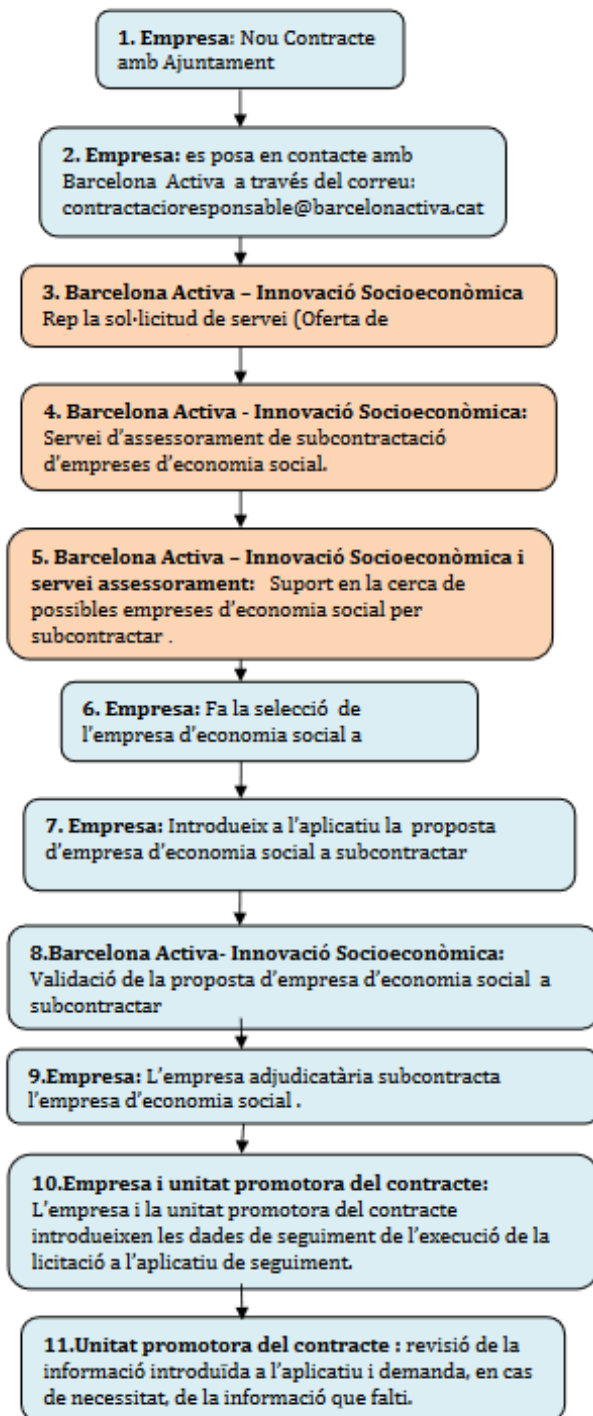 1. Empresa: Nou Contracte
amb Ajuntament
2. Empresa: es posa en contacte amb
Barcelona Activa a través del correu:
contractacioresponsable@barcelonactiva.cat
3. Barcelona Activa – Innovació Socioeconòmica
Rep la sol·licitud de servei (Oferta de
4. Barcelona Activa - Innovació Socioeconòmica:
Servei d'assessorament de subcontractació
d'empreses d'economia social.
5. Barcelona Activa – Innovació Socioeconòmica i
servei assessorament: Suport en la cerca de
possibles empreses d'economia social per
subcontractar .
6. Empresa: Fa la selecció de
l'empresa d'economia social a
7. Empresa: Introdueix a l'aplicatiu la proposta
d'empresa d'economia social a subcontractar
8.Barcelona Activa- Innovació Socioeconòmica:
Validació de la proposta d'empresa d'economia social a
subcontractar
9.Empresa: L'empresa adjudicatària subcontracta
l'empresa d'economia social .
10.Empresa i unitat promotora del contracte:
L'empresa i la unitat promotora del contracte
introdueixen les dades de seguiment de l'execució de la
licitació a l'aplicatiu de seguiment.
11.Unitat promotora del contracte : revisió de la
informació introduïda a l'aplicatiu i demanda, en cas
de necessitat, de la informació que falti.